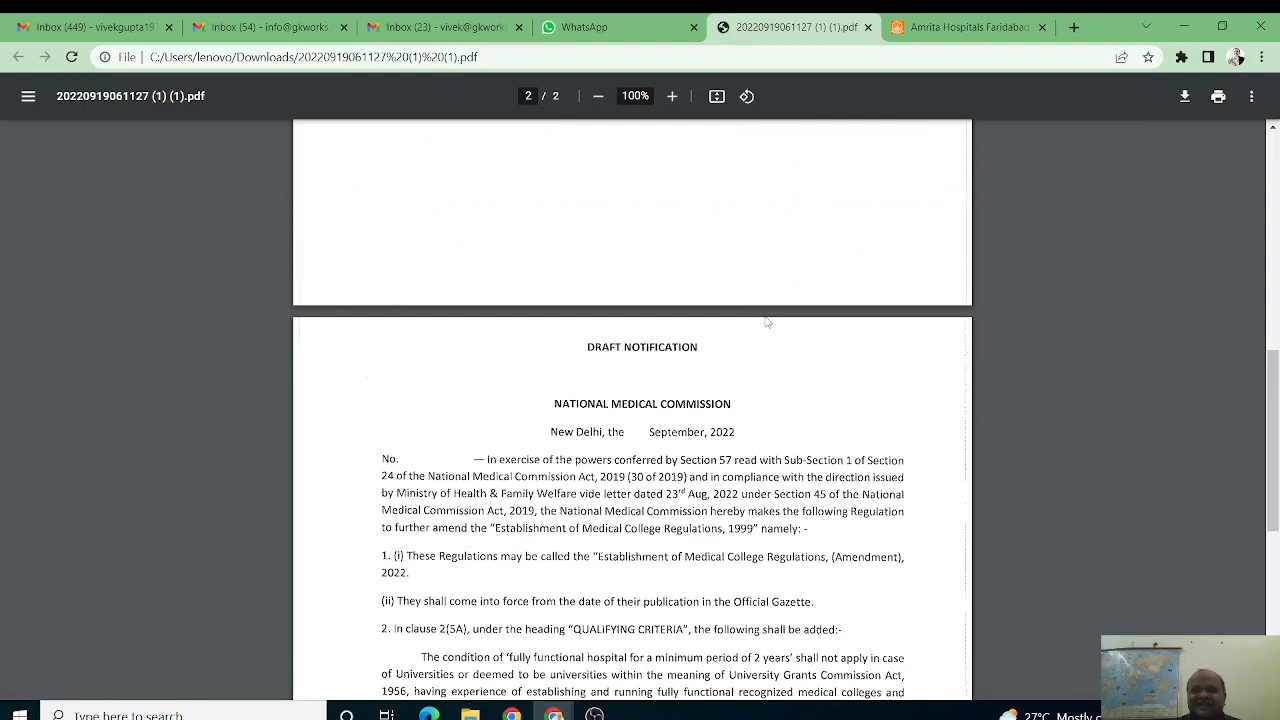 Inbox (449) - vivekgupta197
Inbox (54) - info@gkworks.
Inbox (23) - vivek@gkworks
WhatsApp
20220919061127 (1) (1).pdf
Amrita Hospitals Faridabad
File | C:/Users/lenovo/Downloads/20220919061127%20(1)%20(1).pdf
20220919061127 (1) (1).pdf
2 / 2
100%
DRAFT NOTIFICATION
NATIONAL MEDICAL COMMISSION
New Delhi, the September, 2022
No. — In exercise of the powers conferred by Section 57 read with Sub-Section 1 of Section
24 of the National Medical Commission Act, 2019 (30 of 2019) and in compliance with the direction issued
by Ministry of Health & Family Welfare vide letter dated 23rd Aug, 2022 under Section 45 of the National
Medical Commission Act, 2019, the National Medical Commission hereby makes the following Regulation
to further amend the “Establishment of Medical College Regulations, 1999” namely: -
1. (i) These Regulations may be called the “Establishment of Medical College Regulations, (Amendment),
2022.
(ii) They shall come into force from the date of their publication in the Official Gazette.
2. In clause 2(5A), under the heading “QUALIFYING CRITERIA”, the following shall be added:-
The condition of ‘fully functional hospital for a minimum period of 2 years’ shall not apply in case
of Universities or deemed to be universities within the meaning of University Grants Commission Act,
1956, having experience of establishing and running fully functional recognized medical colleges and
Type here to search
27°C Mostly